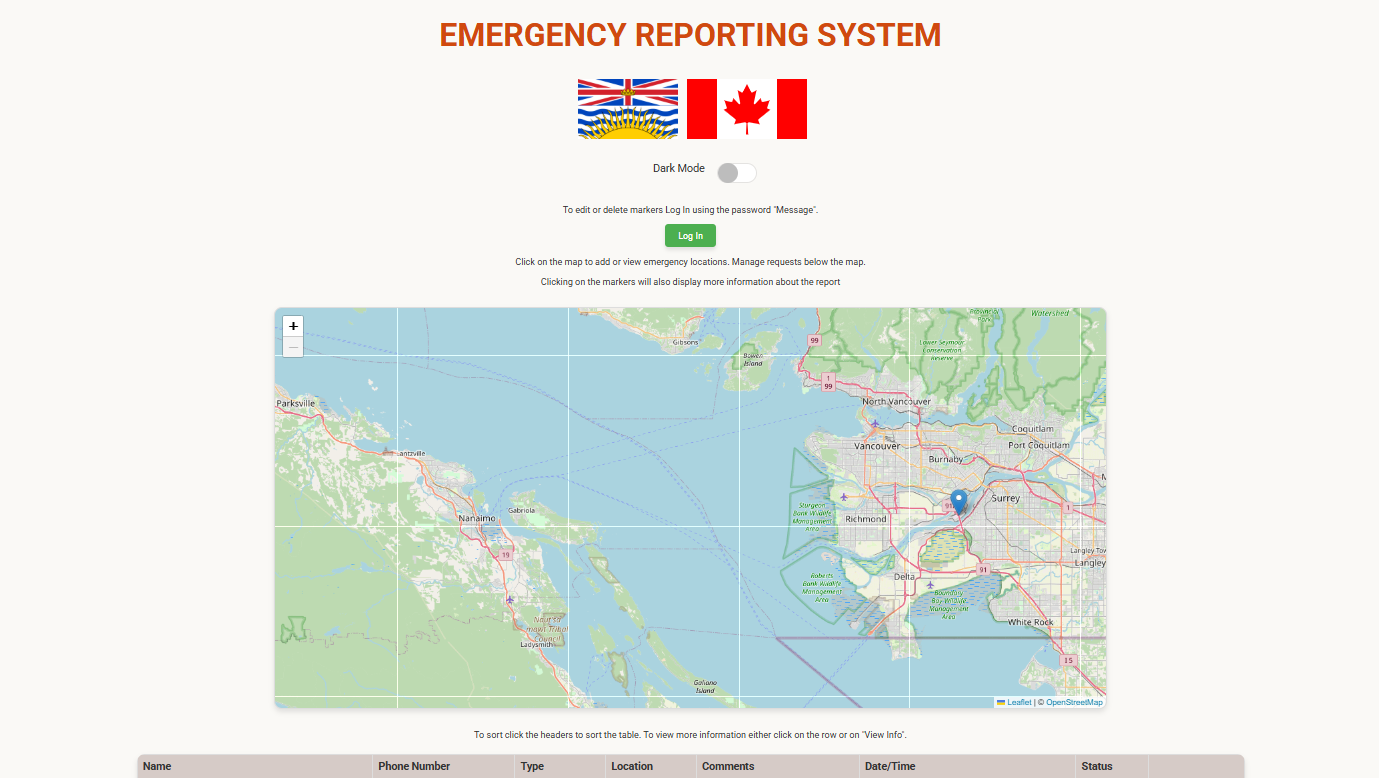 EMERGENCY REPORTING SYSTEM
Dark Mode
To edit or delete markers Log In using the password "Message".
Log In
Click on the map to add or view emergency locations. Manage requests below the map.
Clicking on the markers will also display more information about the report
+
−
Gibsons
Bowen
Island
99
Provincial
Park
Watershed
Lower Seymour
Conservation
Reserve
1
99
Parksville
North Vancouver
Coquitlam
Port Coquitlam
Vancouver
Burnaby
Lantzville
Surrey
1
Gabriola
Nanaimo
Sturgeon
Bank Wildlife
Management
Area
Richmond
91
19
Langley
Delta
91
Roberts
Bank Wildlife
Management
Area
Boundary
Bay Wildlife
Management
Area
White Rock
Tribal
Council
Ladysmith
15
Galiano
Island
Leaflet | © OpenStreetMap
To sort click the headers to sort the table. To view more information either click on the row or on "View Info".
Name Phone Number Type Location Comments Date/Time Status